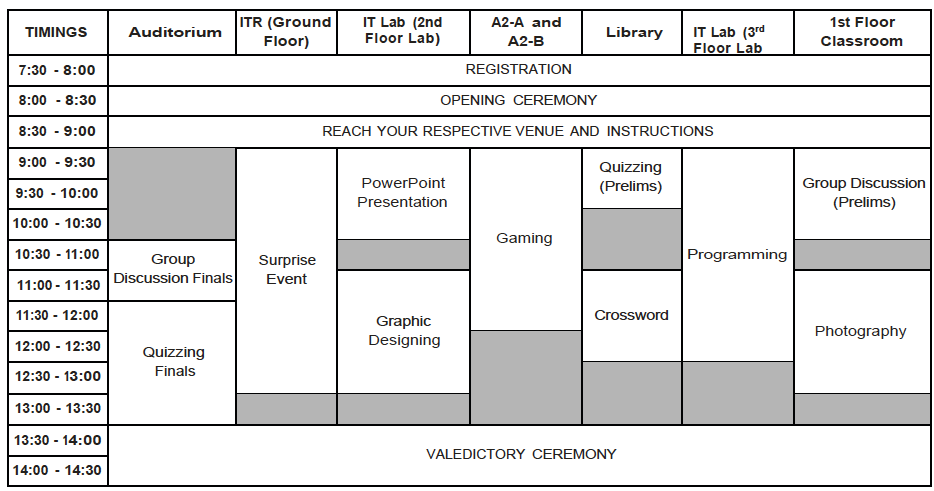 TIMINGS
Auditorium
ITR (Ground
Floor)
IT Lab (2nd
Floor Lab)
A2-A and
A2-B
Library
IT Lab (3rd
Floor Lab
1st Floor
Classroom
7:30 - 8:00
REGISTRATION
8:00 - 8:30
OPENING CEREMONY
8:30 - 9:00
REACH YOUR RESPECTIVE VENUE AND INSTRUCTIONS
9:00 - 9:30
9:30 - 10:00
10:00 - 10:30
10:30 - 11:00
11:00 - 11:30
11:30 - 12:00
12:00 - 12:30
12:30 - 13:00
13:00 - 13:30
Group
Discussion Finals
Quizzing
Finals
Surprise
Event
PowerPoint
Presentation
Graphic
Designing
Gaming
Quizzing
(Prelims)
Crossword
Programming
Group Discussion
(Prelims)
Photography
13:30 - 14:00
14:00 - 14:30
VALEDICTORY CEREMONY